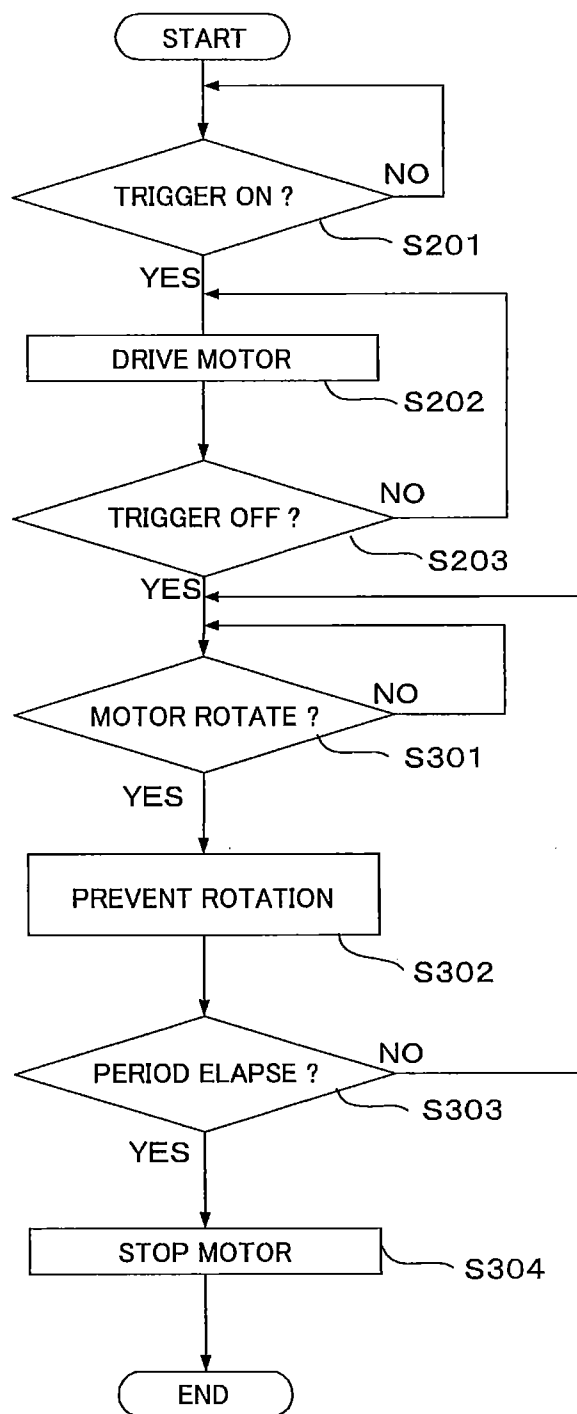 START
TRIGGER ON ?
NO
S201
YES
DRIVE MOTOR
S202
TRIGGER OFF ?
NO
S203
YES
MOTOR ROTATE ?
NO
S301
YES
PREVENT ROTATION
S302
PERIOD ELAPSE ?
NO
S303
YES
STOP MOTOR
S304
END